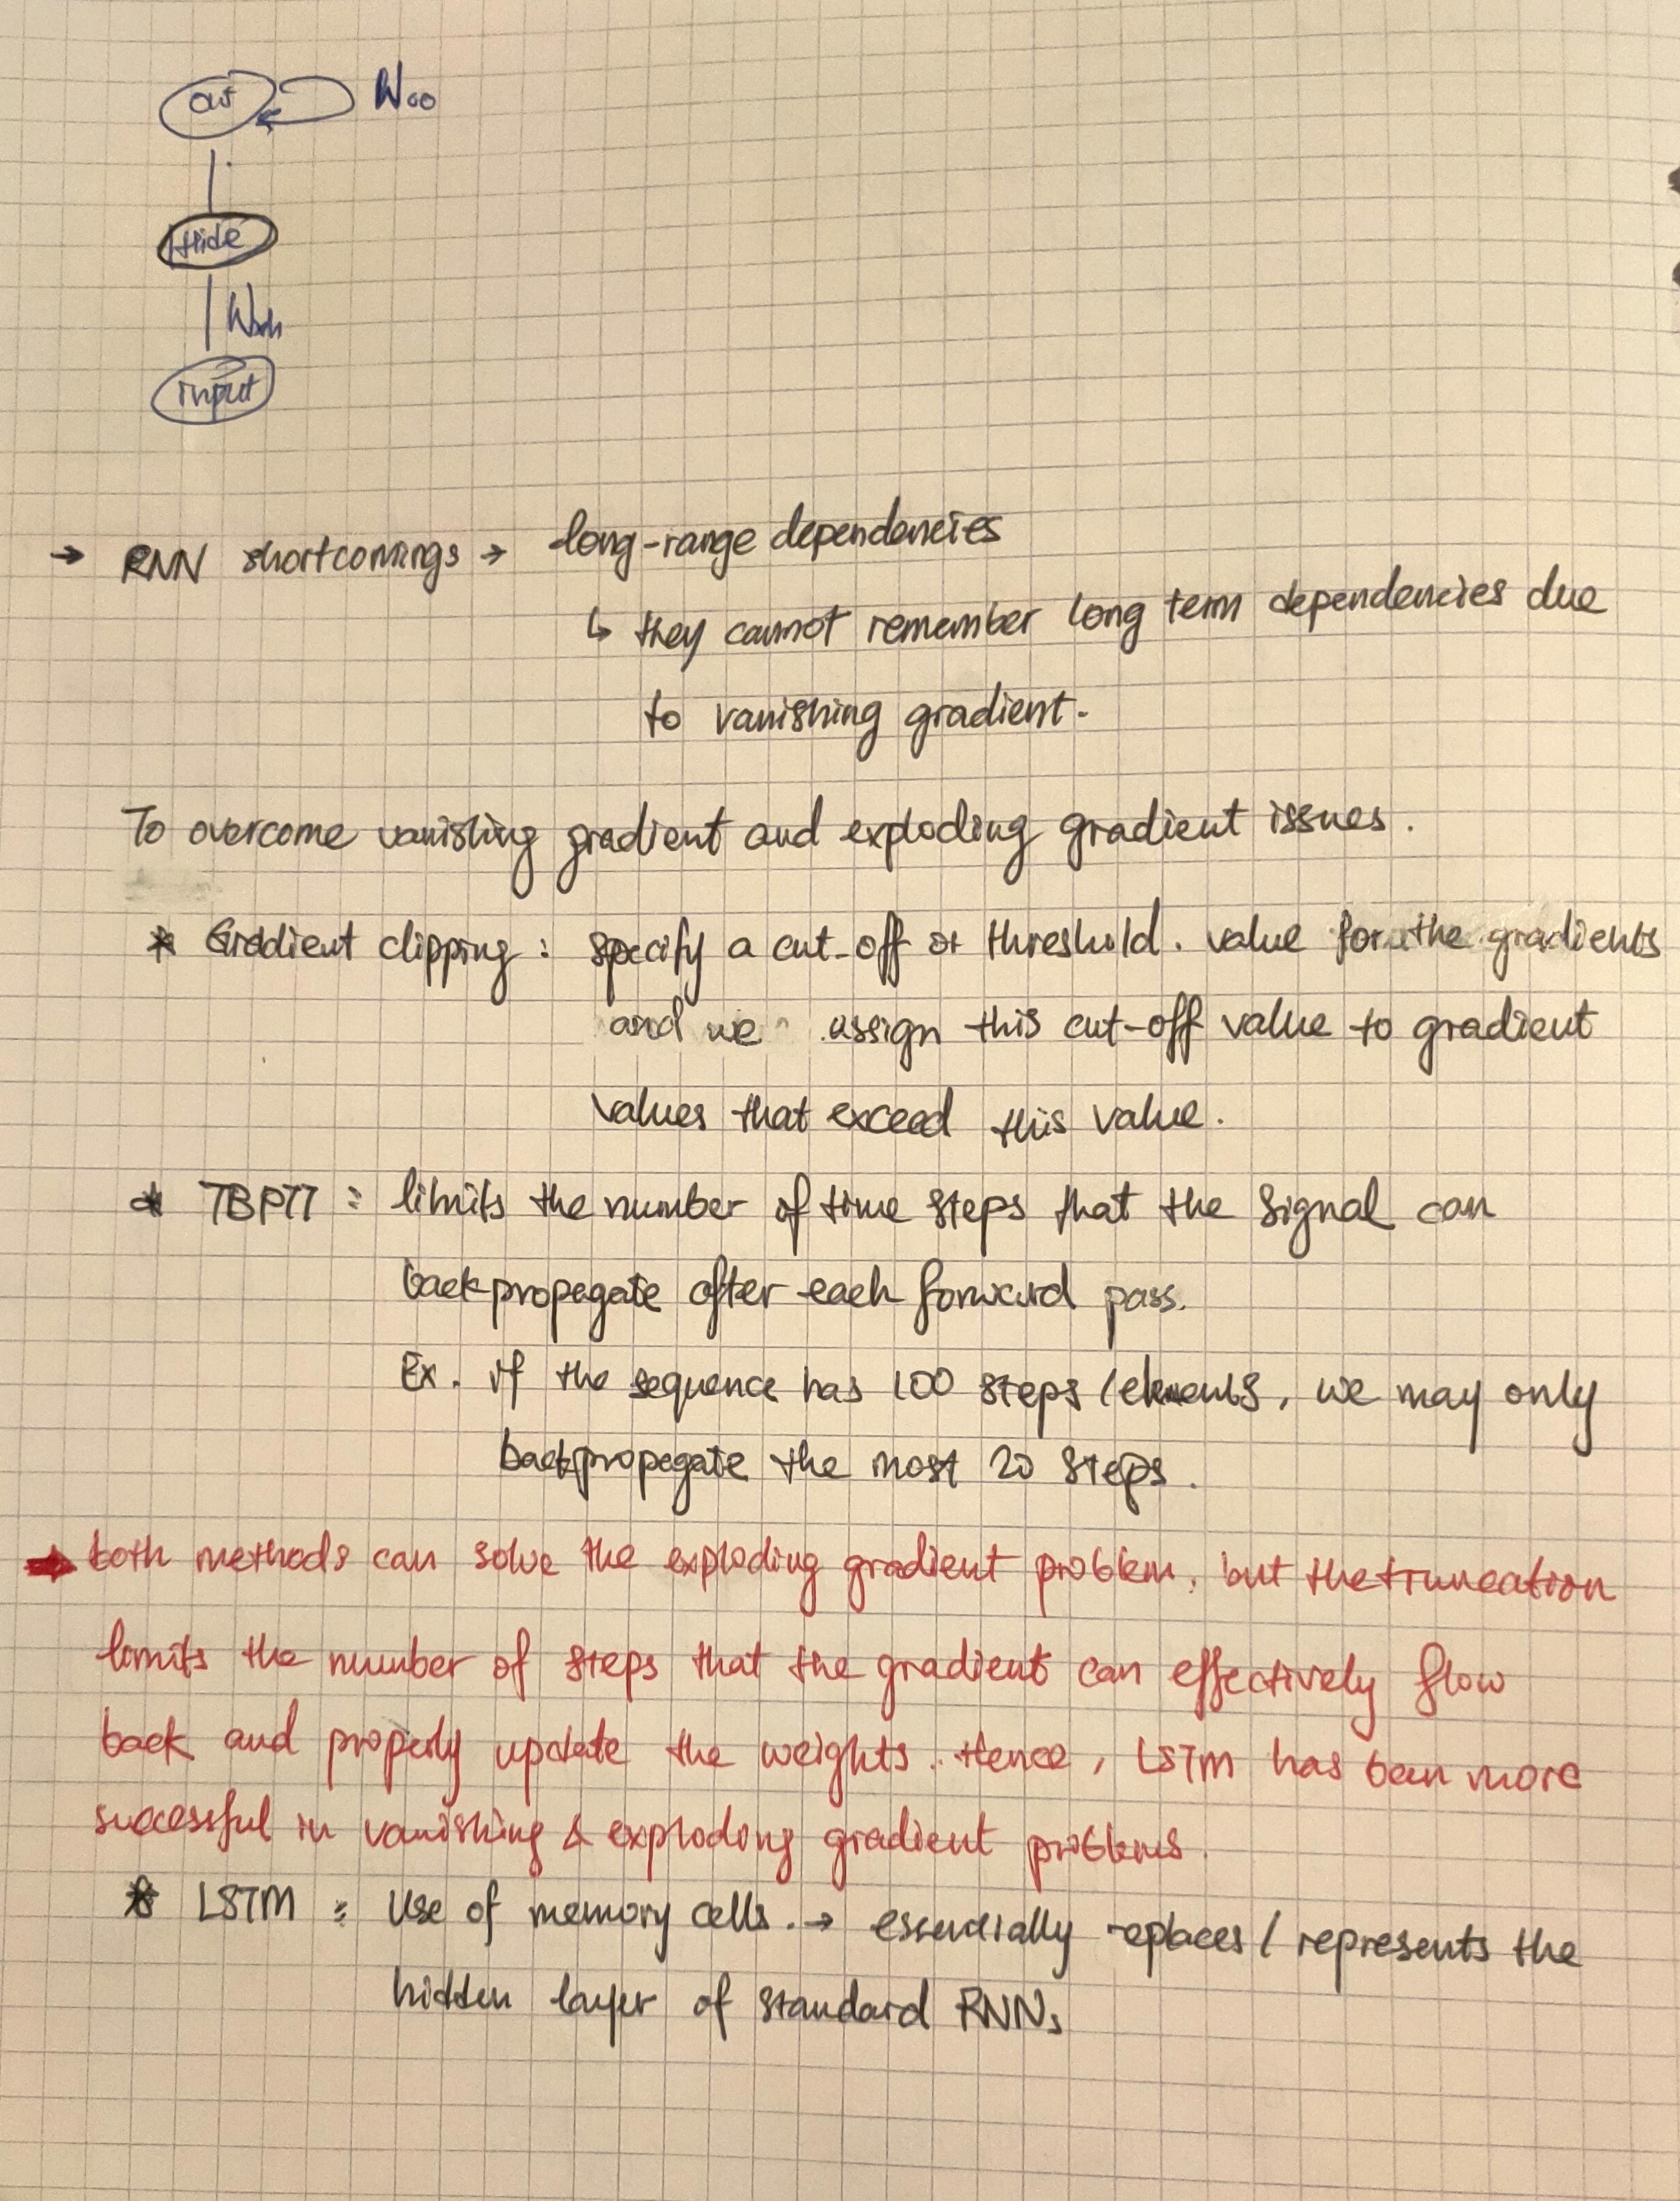 out Woo
Hide
Wxh
input
→ RNN shortcomings → long-range dependencies
↳ they cannot remember long term dependencies due
to vanishing gradient.
To overcome vanishing gradient and exploding gradient issues.
* Gradient clipping : specify a cut-off or threshold. value for the gradients
and we assign this cut-off value to gradient
values that exceed this value.
* TBPTT : limits the number of time steps that the signal can
backpropagate after each forward pass.
Ex. if the sequence has 100 steps / elements, we may only
backpropagate the most 20 steps.
→ both methods can solve the exploding gradient problem, but the truncation
limits the number of steps that the gradient can effectively flow
back and properly update the weights. Hence, LSTM has been more
successful in vanishing & exploding gradient problems.
* LSTM : Use of memory cells. → essentially replaces / represents the
hidden layer of standard RNNs